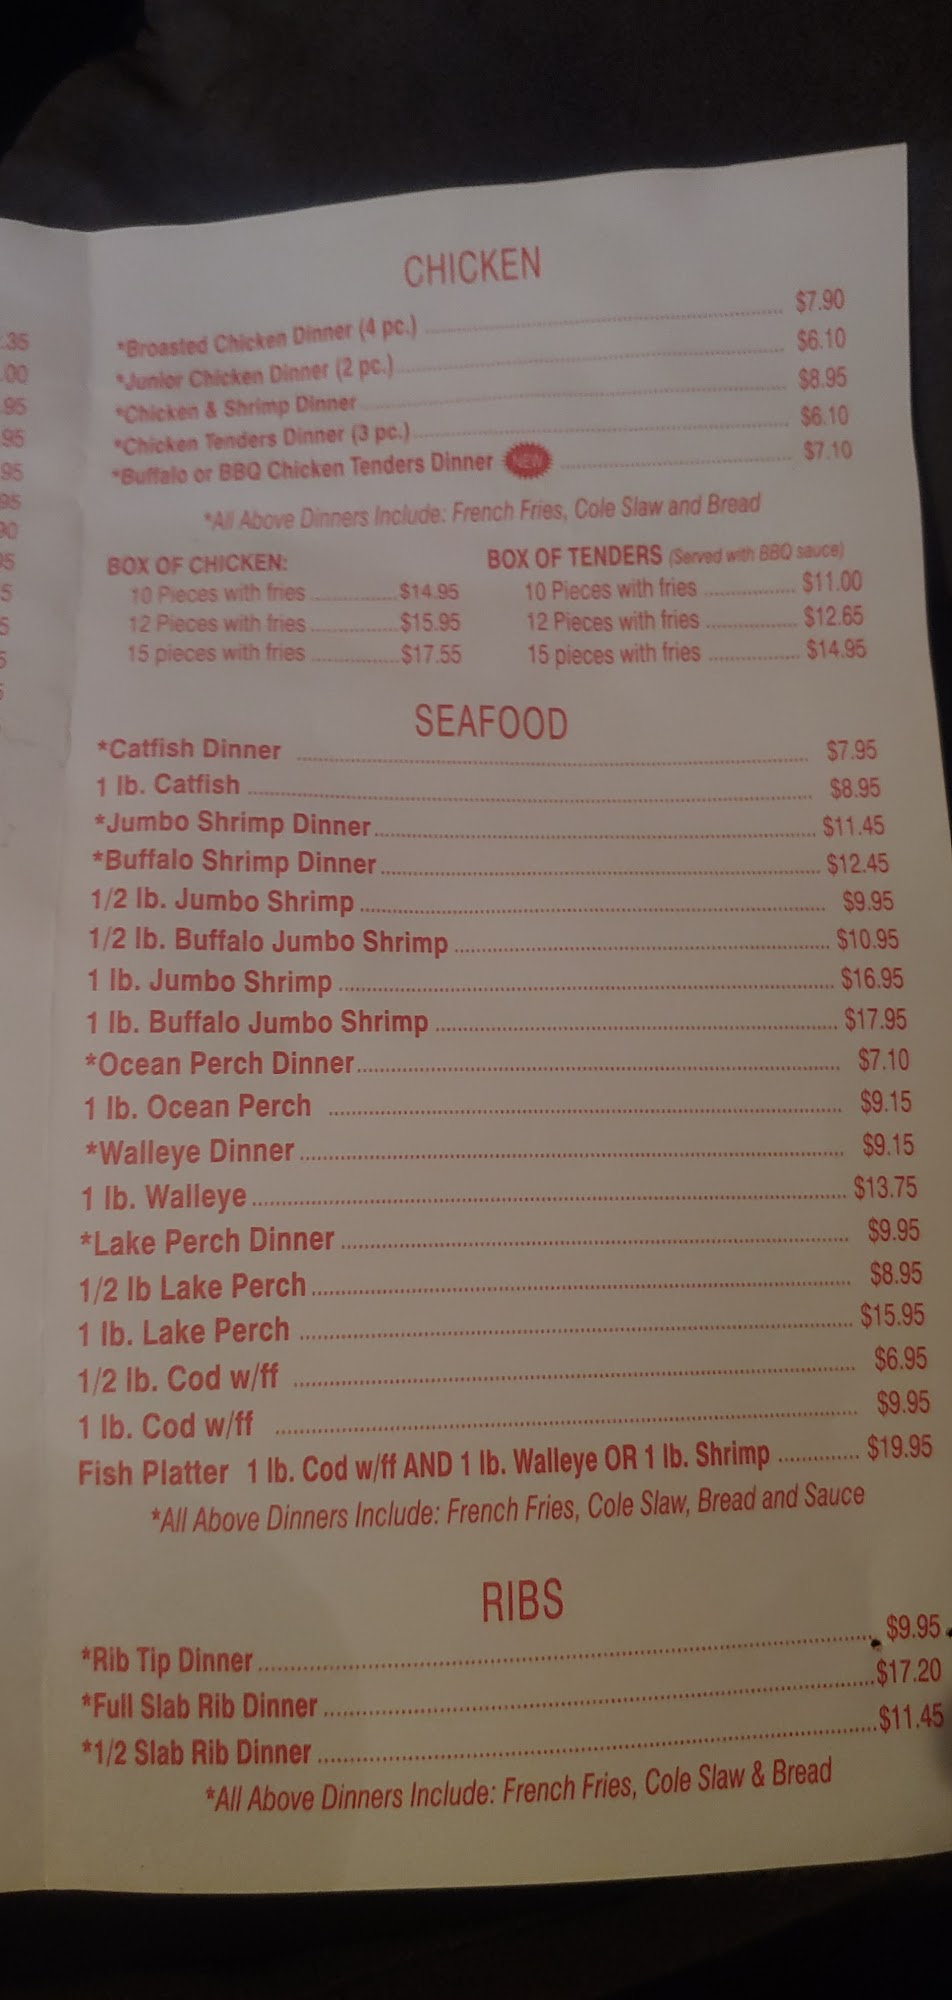 CHICKEN
*Broasted Chicken Dinner (4 pc.) $7.90
*Junior Chicken Dinner (2 pc.) $6.10
*Chicken & Shrimp Dinner $8.95
*Chicken Tenders Dinner (3 pc.) $6.10
*Buffalo or BBQ Chicken Tenders Dinner NEW $7.10
*All Above Dinners Include: French Fries, Cole Slaw and Bread
BOX OF CHICKEN: BOX OF TENDERS (Served with BBQ sauce)
10 Pieces with fries $14.95 10 Pieces with fries $11.00
12 Pieces with fries $15.95 12 Pieces with fries $12.65
15 pieces with fries $17.55 15 pieces with fries $14.95
SEAFOOD
*Catfish Dinner $7.95
1 lb. Catfish $8.95
*Jumbo Shrimp Dinner $11.45
*Buffalo Shrimp Dinner $12.45
1/2 lb. Jumbo Shrimp $9.95
1/2 lb. Buffalo Jumbo Shrimp $10.95
1 lb. Jumbo Shrimp $16.95
1 lb. Buffalo Jumbo Shrimp $17.95
*Ocean Perch Dinner $7.10
1 lb. Ocean Perch $9.15
*Walleye Dinner $9.15
1 lb. Walleye $13.75
*Lake Perch Dinner $9.95
1/2 lb Lake Perch $8.95
1 lb. Lake Perch $15.95
1/2 lb. Cod w/ff $6.95
1 lb. Cod w/ff $9.95
Fish Platter 1 lb. Cod w/ff AND 1 lb. Walleye OR 1 lb. Shrimp $19.95
*All Above Dinners Include: French Fries, Cole Slaw, Bread and Sauce
RIBS
*Rib Tip Dinner $9.95
*Full Slab Rib Dinner $17.20
*1/2 Slab Rib Dinner $11.45
*All Above Dinners Include: French Fries, Cole Slaw & Bread